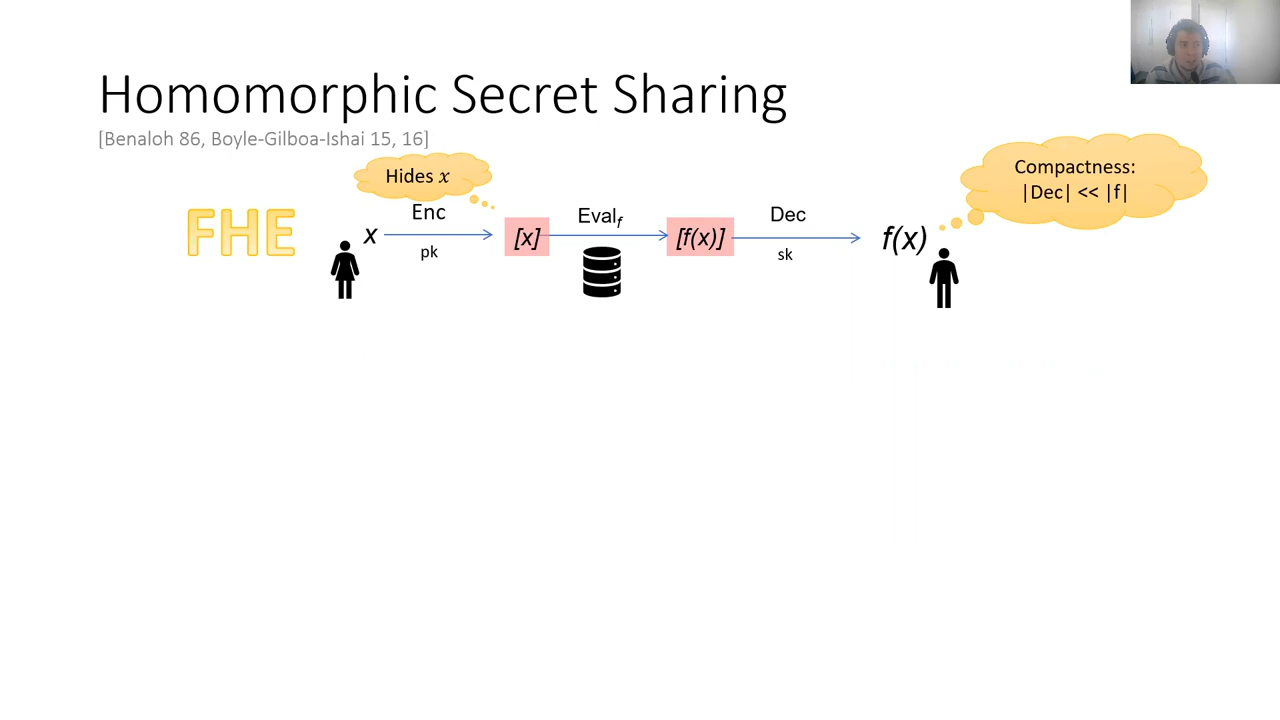 Homomorphic Secret Sharing
[Benaloh 86, Boyle-Gilboa-Ishai 15, 16]
Hides x
Compactness:
|Dec| << |f|
FHE
x
Enc
pk
[x]
Eval_f
[f(x)]
Dec
sk
f(x)